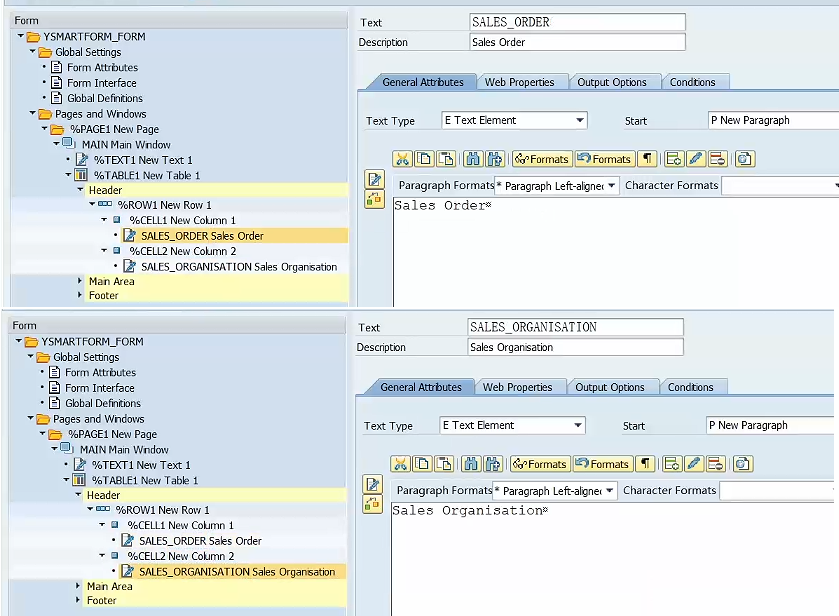 Form
YSMARTFORM_FORM
Global Settings
Form Attributes
Form Interface
Global Definitions
Pages and Windows
%PAGE1 New Page
MAIN Main Window
%TEXT1 New Text 1
%TABLE1 New Table 1
Header
%ROW1 New Row 1
%CELL1 New Column 1
SALES_ORDER Sales Order
%CELL2 New Column 2
SALES_ORGANISATION Sales Organisation
Main Area
Footer
Text SALES_ORDER
Description Sales Order
General Attributes Web Properties Output Options Conditions
Text Type E Text Element Start P New Paragraph
Formats Formats
Paragraph Formats * Paragraph Left-aligned Character Formats
Sales Order
Form
YSMARTFORM_FORM
Global Settings
Form Attributes
Form Interface
Global Definitions
Pages and Windows
%PAGE1 New Page
MAIN Main Window
%TEXT1 New Text 1
%TABLE1 New Table 1
Header
%ROW1 New Row 1
%CELL1 New Column 1
SALES_ORDER Sales Order
%CELL2 New Column 2
SALES_ORGANISATION Sales Organisation
Main Area
Footer
Text SALES_ORGANISATION
Description Sales Organisation
General Attributes Web Properties Output Options Conditions
Text Type E Text Element Start P New Paragraph
Formats Formats
Paragraph Formats * Paragraph Left-aligned Character Formats
Sales Organisation